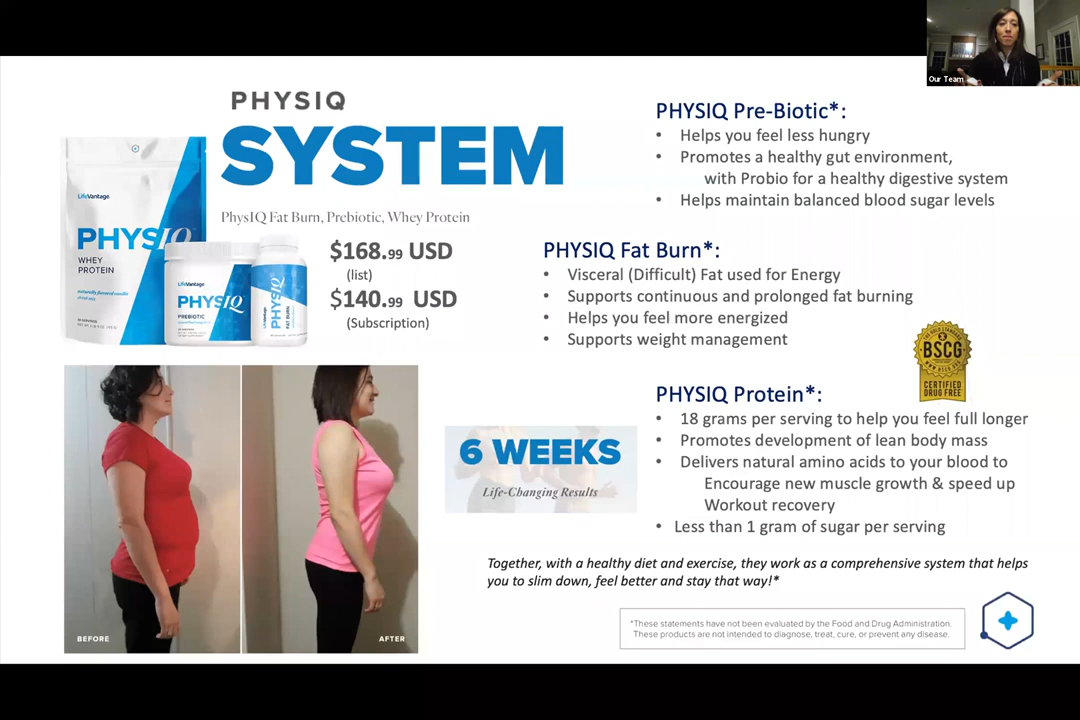 Our Team
PHYSIQ
SYSTEM
PhysIQ Fat Burn, Prebiotic, Whey Protein
$168.99 USD
(list)
$140.99 USD
(Subscription)
LifeVantage
PHYSIQ
WHEY
PROTEIN
naturally flavored vanilla
drink mix
LifeVantage
PHYSIQ
PREBIOTIC
LifeVantage
PHYSIQ
FAT BURN
PHYSIQ Pre-Biotic*:
• Helps you feel less hungry
• Promotes a healthy gut environment,
with Probio for a healthy digestive system
• Helps maintain balanced blood sugar levels
PHYSIQ Fat Burn*:
• Visceral (Difficult) Fat used for Energy
• Supports continuous and prolonged fat burning
• Helps you feel more energized
• Supports weight management
BSCG
CERTIFIED
DRUG FREE
PHYSIQ Protein*:
• 18 grams per serving to help you feel full longer
• Promotes development of lean body mass
• Delivers natural amino acids to your blood to
Encourage new muscle growth & speed up
Workout recovery
• Less than 1 gram of sugar per serving
6 WEEKS
Life-Changing Results
BEFORE
AFTER
Together, with a healthy diet and exercise, they work as a comprehensive system that helps
you to slim down, feel better and stay that way!*
*These statements have not been evaluated by the Food and Drug Administration.
These products are not intended to diagnose, treat, cure, or prevent any disease.